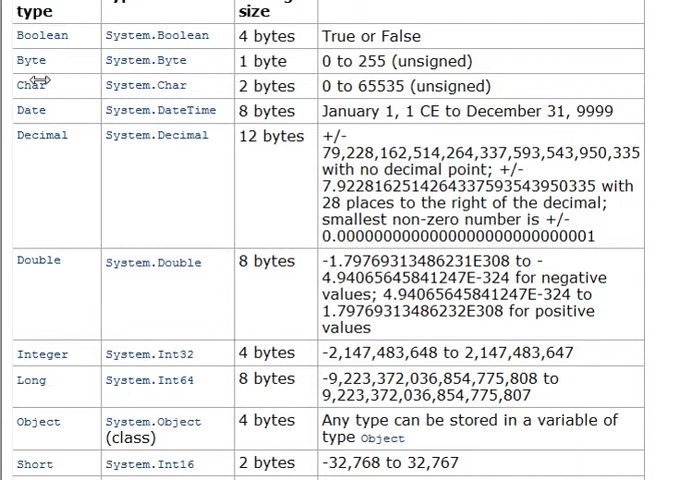 type size
Boolean System.Boolean 4 bytes True or False
Byte System.Byte 1 byte 0 to 255 (unsigned)
Char System.Char 2 bytes 0 to 65535 (unsigned)
Date System.DateTime 8 bytes January 1, 1 CE to December 31, 9999
Decimal System.Decimal 12 bytes +/-
79,228,162,514,264,337,593,543,950,335
with no decimal point; +/-
7.9228162514264337593543950335 with
28 places to the right of the decimal;
smallest non-zero number is +/-
0.0000000000000000000000000001
Double System.Double 8 bytes -1.79769313486231E308 to -
4.94065645841247E-324 for negative
values; 4.94065645841247E-324 to
1.79769313486232E308 for positive
values
Integer System.Int32 4 bytes -2,147,483,648 to 2,147,483,647
Long System.Int64 8 bytes -9,223,372,036,854,775,808 to
9,223,372,036,854,775,807
Object System.Object 4 bytes Any type can be stored in a variable of
(class) type Object
Short System.Int16 2 bytes -32,768 to 32,767